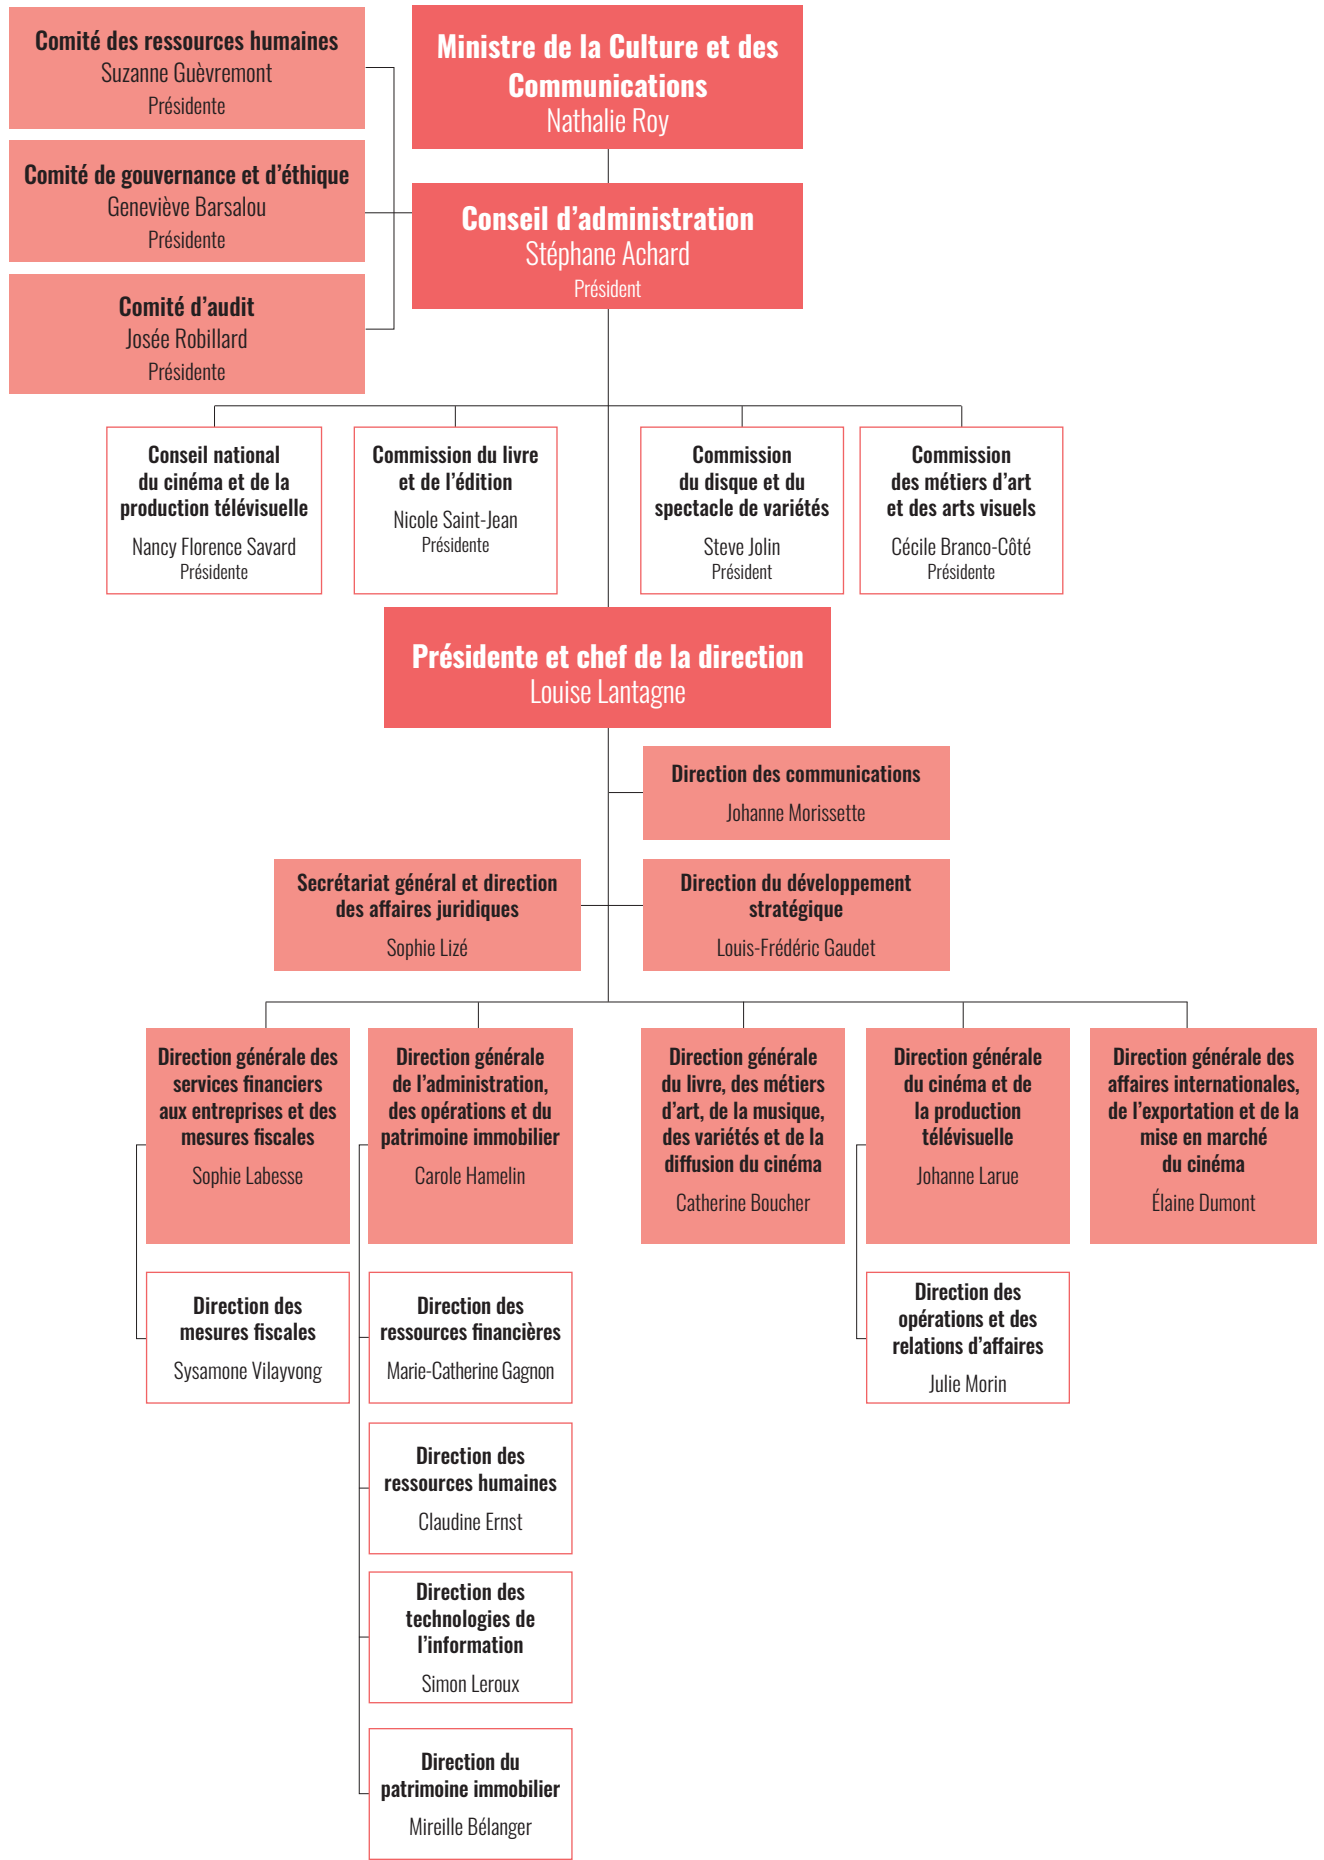 Comité des ressources humaines
Suzanne Guèvremont
Présidente
Ministre de la Culture et des
Communications
Nathalie Roy
Comité de gouvernance et d’éthique
Geneviève Barsalou
Présidente
Conseil d’administration
Stéphane Achard
Président
Comité d’audit
Josée Robillard
Présidente
Conseil national
du cinéma et de la
production télévisuelle
Nancy Florence Savard
Présidente
Commission du livre
et de l’édition
Nicole Saint-Jean
Présidente
Commission
du disque et du
spectacle de variétés
Steve Jolin
Président
Commission
des métiers d’art
et des arts visuels
Cécile Branco-Côté
Présidente
Présidente et chef de la direction
Louise Lantagne
Direction des communications
Johanne Morissette
Secrétariat général et direction
des affaires juridiques
Sophie Lizé
Direction du développement
stratégique
Louis-Frédéric Gaudet
Direction générale des
services financiers
aux entreprises et des
mesures fiscales
Sophie Labesse
Direction générale
de l’administration,
des opérations et du
patrimoine immobilier
Carole Hamelin
Direction générale
du livre, des métiers
d’art, de la musique,
des variétés et de la
diffusion du cinéma
Catherine Boucher
Direction générale
du cinéma et de
la production
télévisuelle
Johanne Larue
Direction générale des
affaires internationales,
de l’exportation et de la
mise en marché
du cinéma
Élaine Dumont
Direction des
mesures fiscales
Sysamone Vilayvong
Direction des
ressources financières
Marie-Catherine Gagnon
Direction des
opérations et des
relations d’affaires
Julie Morin
Direction des
ressources humaines
Claudine Ernst
Direction des
technologies de
l’information
Simon Leroux
Direction du
patrimoine immobilier
Mireille Bélanger